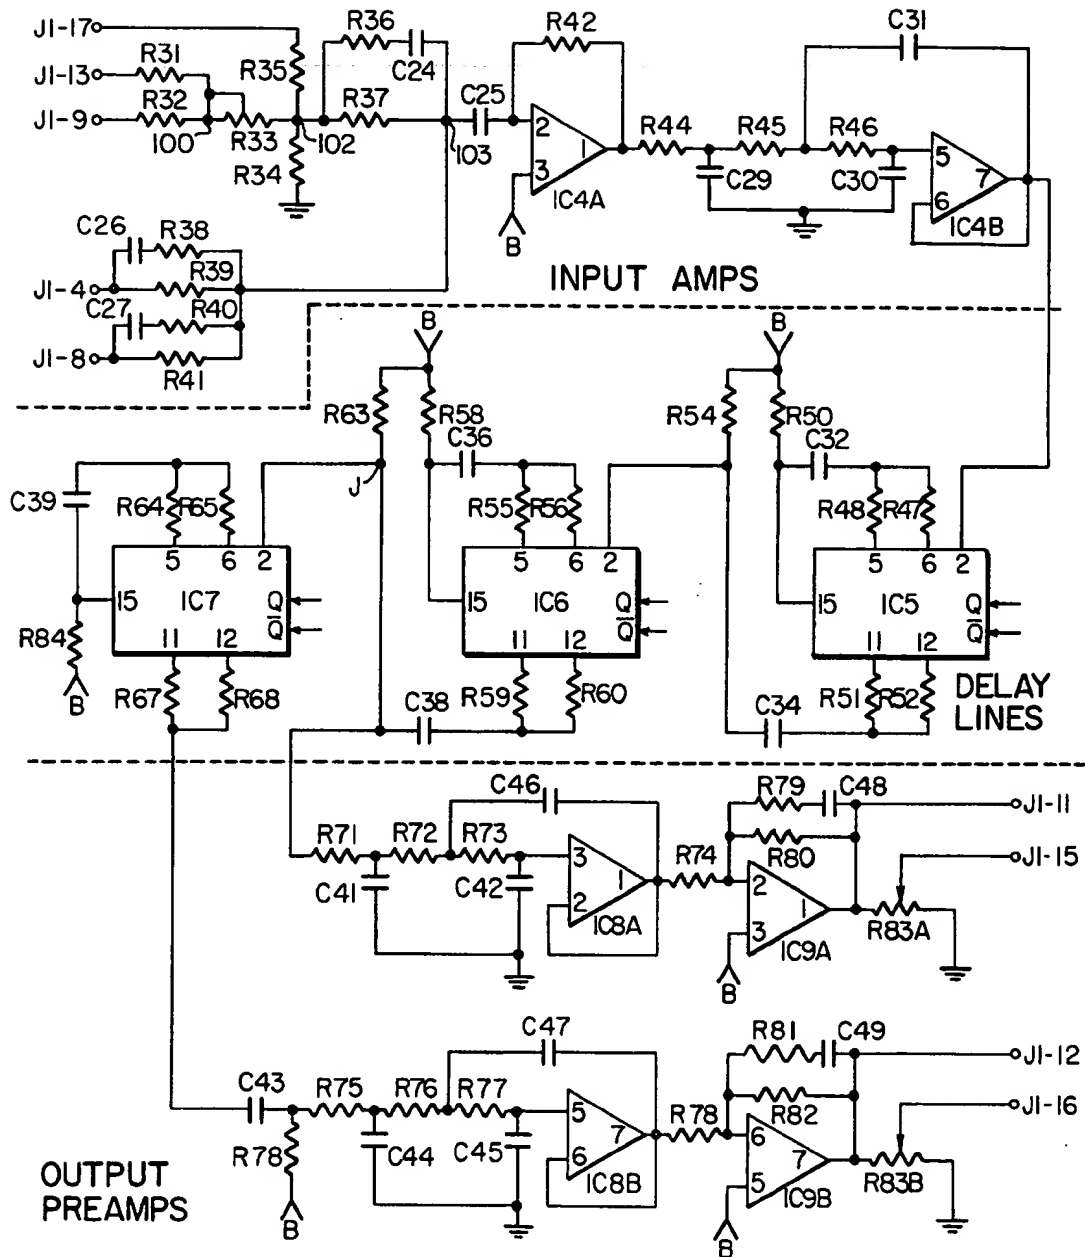 J1-17
R36
R42
C31
J1-13
R31
R35
C24
J1-9
R32
R33
100
102
R37
C25
103
R34
2
3
1
IC4A
B
R44
R45
R46
C29
C30
5
6
7
IC4B
C26
R38
J1-4
R39
C27
R40
J1-8
R41
INPUT AMPS
B
B
R63
R58
R54
R50
C36
C32
J
C39
R64
R65
R55
R56
R48
R47
5
6
2
15
IC7
Q
Q̅
11
12
5
6
2
15
IC6
Q
Q̅
11
12
5
6
2
15
IC5
Q
Q̅
11
12
R84
B
R67
R68
R59
R60
C38
R51
R52
C34
DELAY
LINES
C46
R79
C48
J1-11
R71
R72
R73
R80
J1-15
C41
C42
3
2
1
IC8A
R74
2
3
1
IC9A
B
R83A
C47
R81
C49
J1-12
C43
R75
R76
R77
R82
J1-16
R78
B
C44
C45
5
6
7
IC8B
R78
6
5
7
IC9B
B
R83B
OUTPUT
PREAMPS